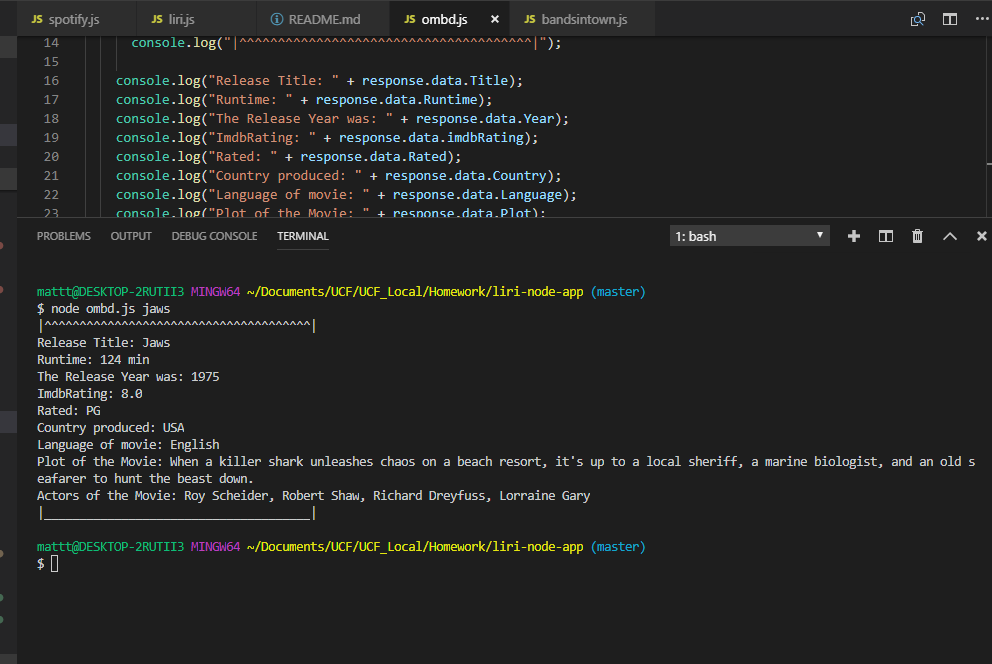 JS spotify.js JS liri.js README.md JS ombd.js × JS bandsintown.js
14 console.log("|^^^^^^^^^^^^^^^^^^^^^^^^^^^^^^^^^^^^^^|");
15
16 console.log("Release Title: " + response.data.Title);
17 console.log("Runtime: " + response.data.Runtime);
18 console.log("The Release Year was: " + response.data.Year);
19 console.log("ImdbRating: " + response.data.imdbRating);
20 console.log("Rated: " + response.data.Rated);
21 console.log("Country produced: " + response.data.Country);
22 console.log("Language of movie: " + response.data.Language);
23 console.log("Plot of the Movie: " + response.data.Plot);
PROBLEMS OUTPUT DEBUG CONSOLE TERMINAL 1: bash
mattt@DESKTOP-2RUTII3 MINGW64 ~/Documents/UCF/UCF_Local/Homework/liri-node-app (master)
$ node ombd.js jaws
|^^^^^^^^^^^^^^^^^^^^^^^^^^^^^^^^^^^^^^|
Release Title: Jaws
Runtime: 124 min
The Release Year was: 1975
ImdbRating: 8.0
Rated: PG
Country produced: USA
Language of movie: English
Plot of the Movie: When a killer shark unleashes chaos on a beach resort, it's up to a local sheriff, a marine biologist, and an old s
eafarer to hunt the beast down.
Actors of the Movie: Roy Scheider, Robert Shaw, Richard Dreyfuss, Lorraine Gary
|______________________________________|
mattt@DESKTOP-2RUTII3 MINGW64 ~/Documents/UCF/UCF_Local/Homework/liri-node-app (master)
$